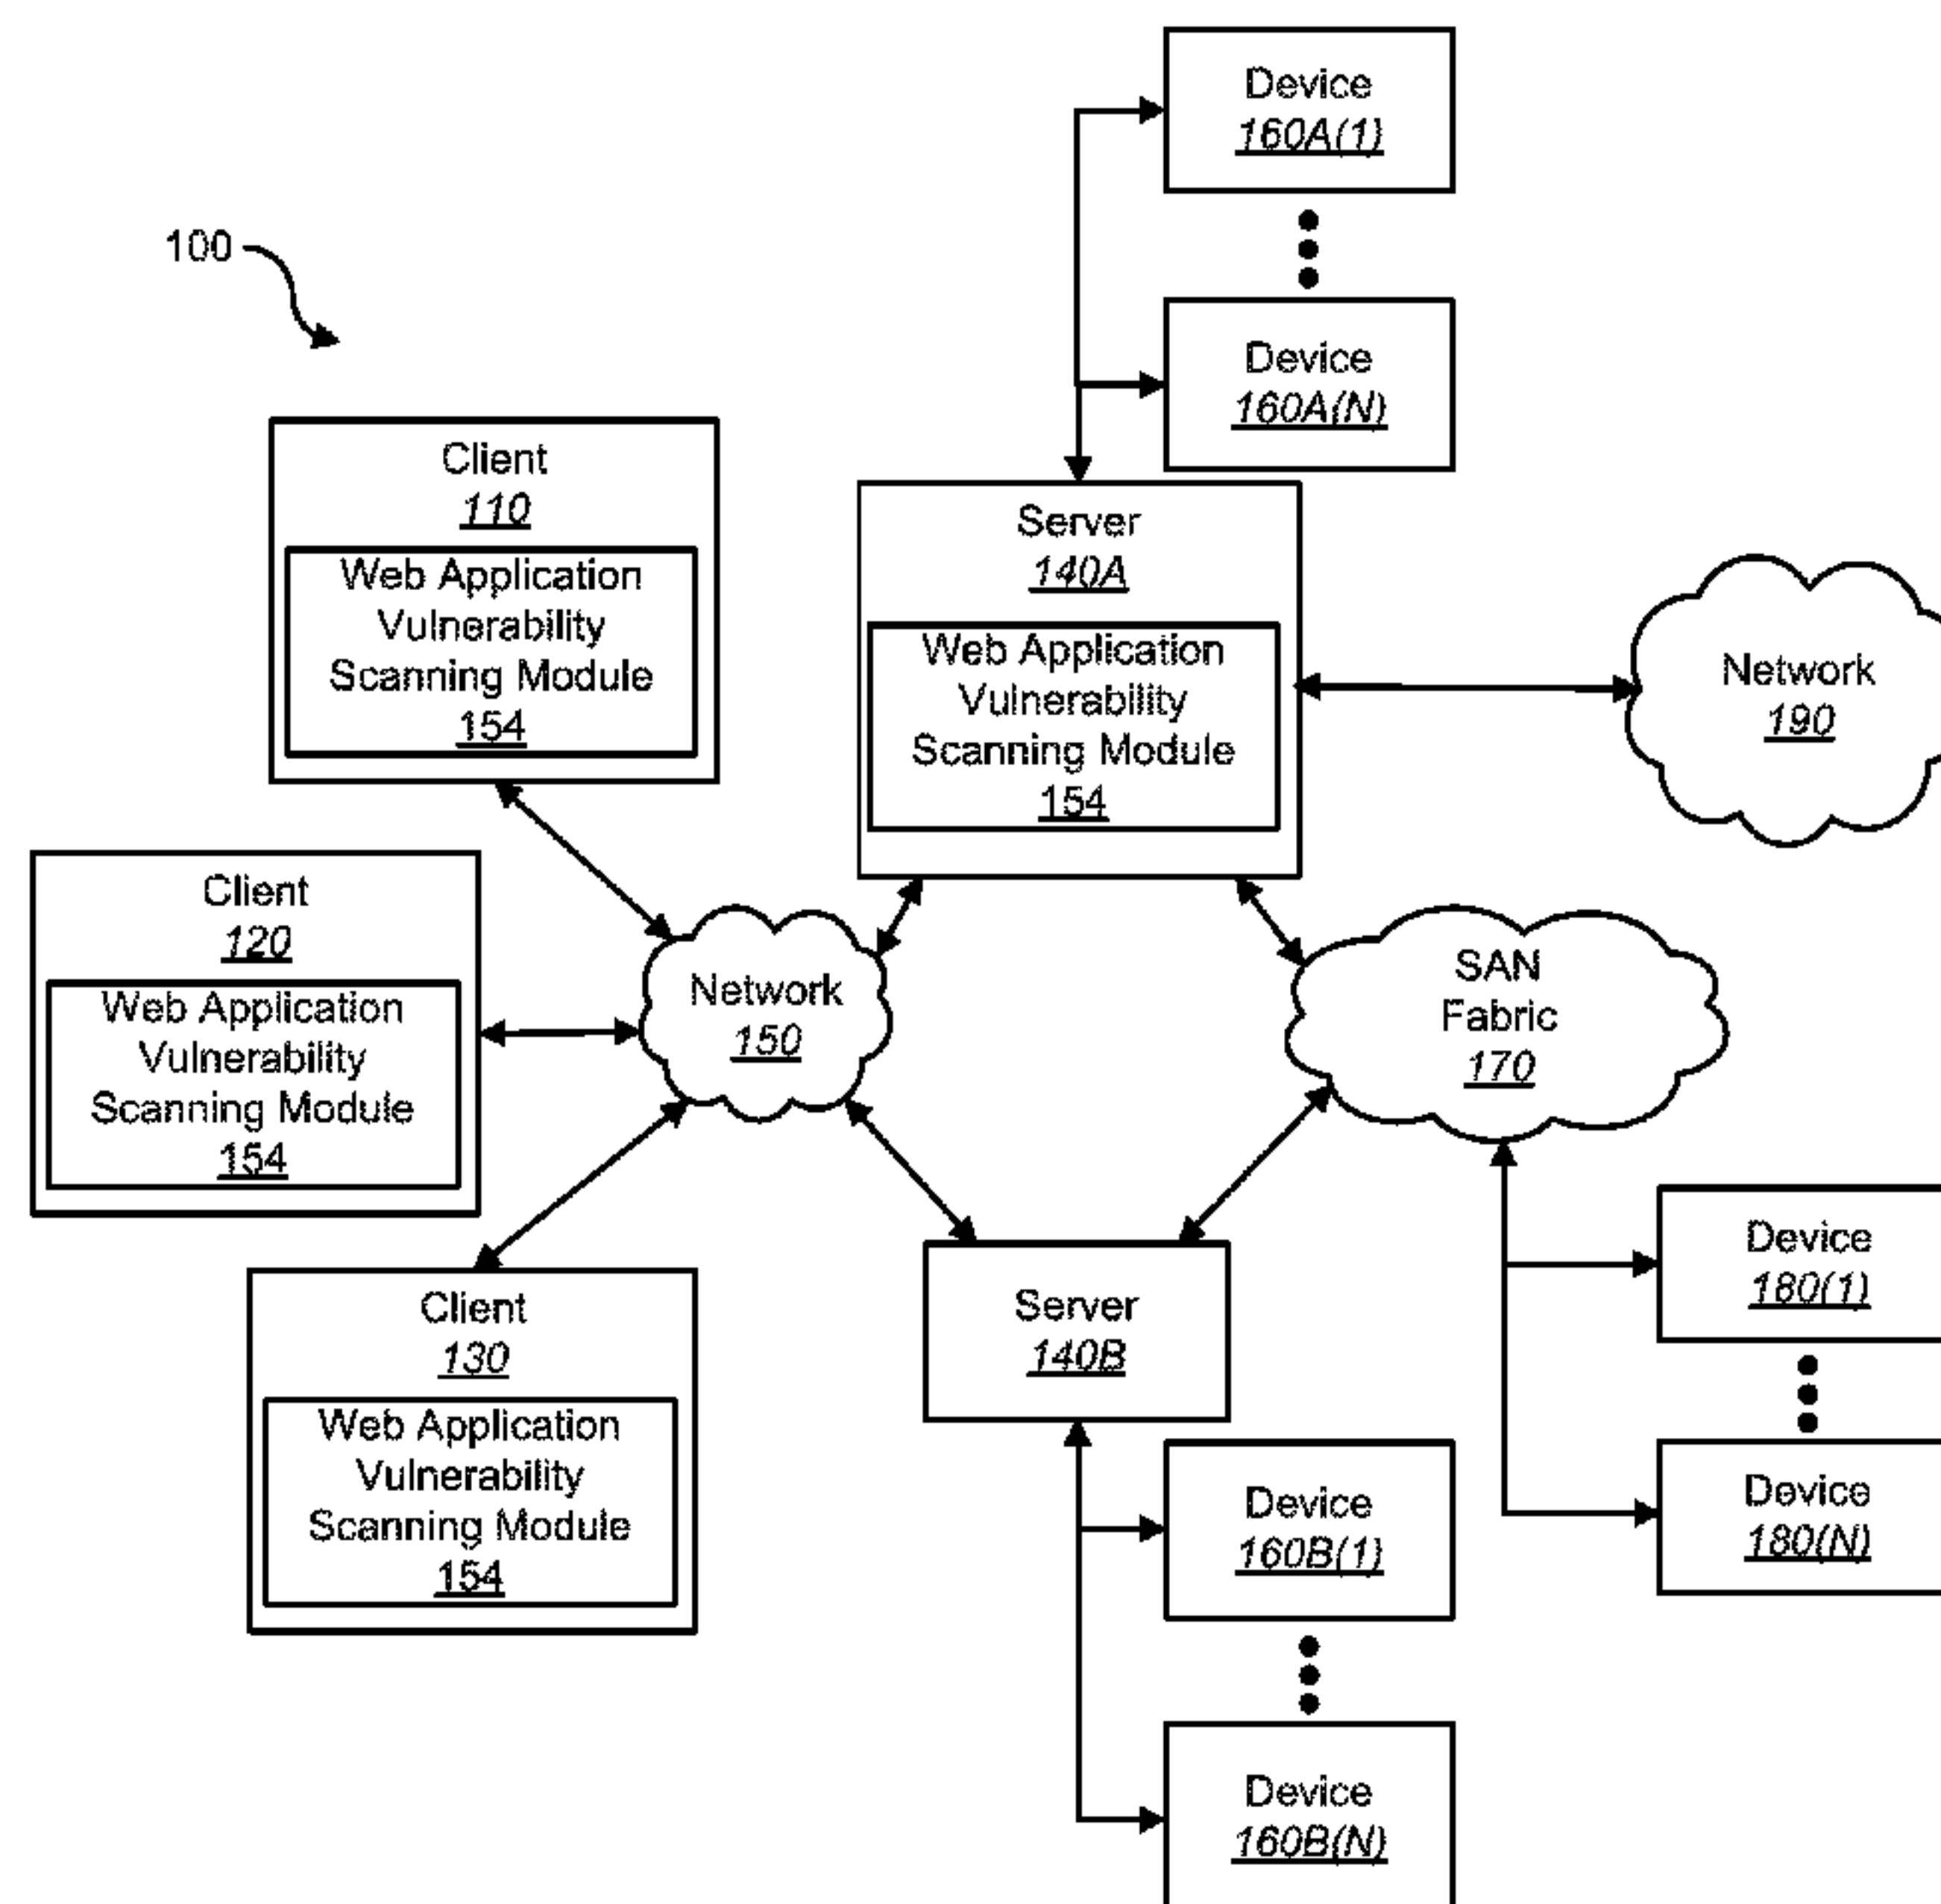 Device
160A(1)
100
Device
160A(N)
Client
110
Web Application
Vulnerability
Scanning Module
154
Server
140A
Web Application
Vulnerability
Scanning Module
154
Network
190
Client
120
Web Application
Vulnerability
Scanning Module
154
Network
150
SAN
Fabric
170
Client
130
Web Application
Vulnerability
Scanning Module
154
Server
140B
Device
180(1)
Device
180(N)
Device
160B(1)
Device
160B(N)